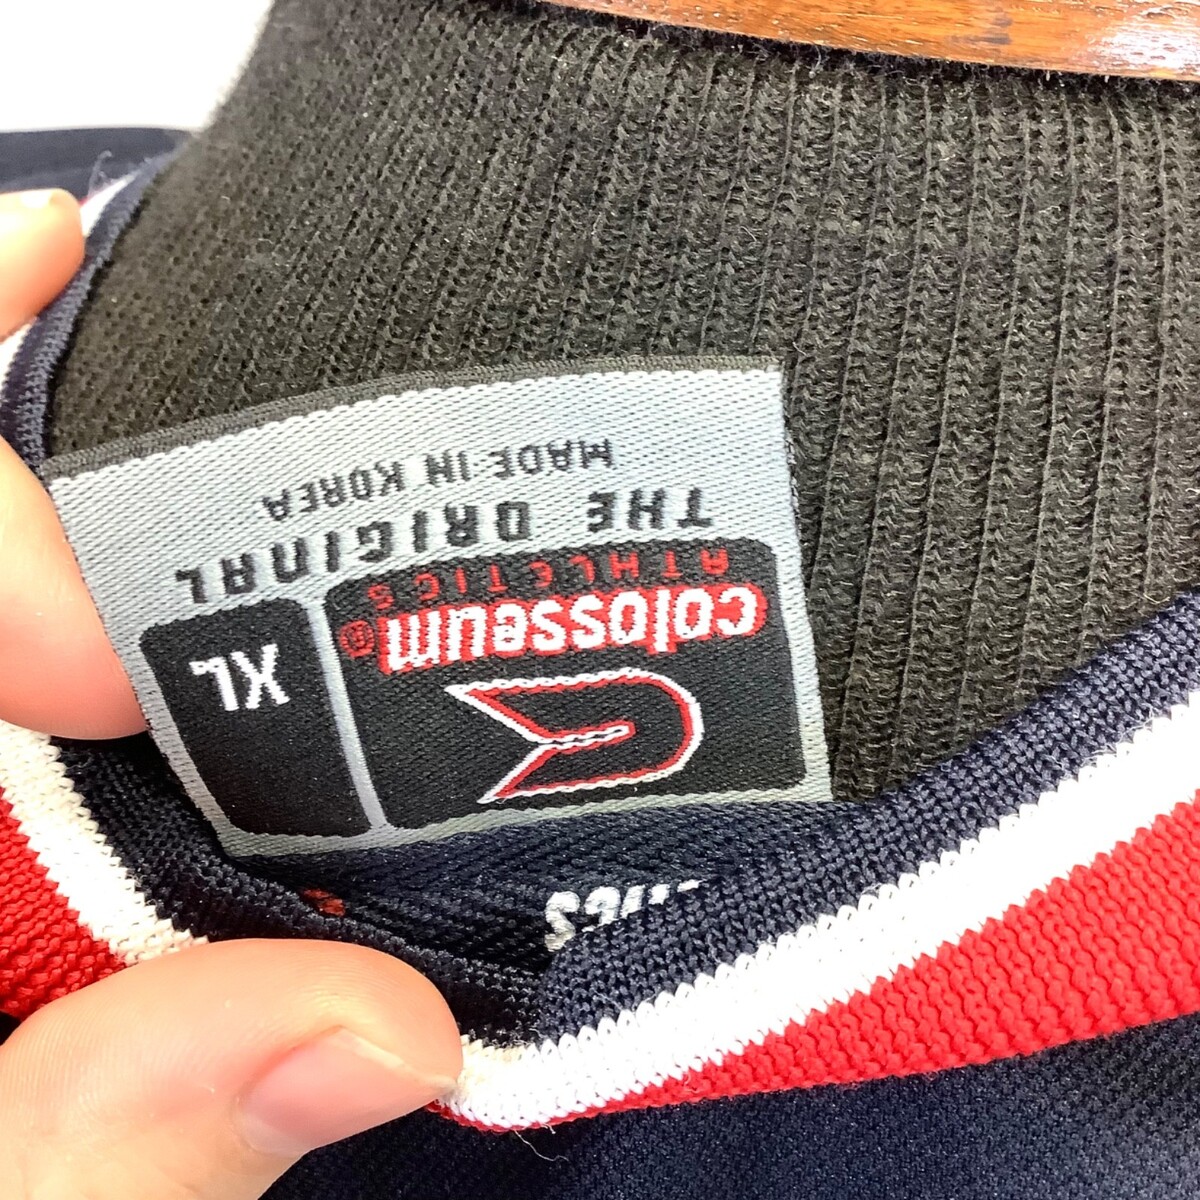 XL
colosseum®
ATHLETICS
THE ORIGINAL
MADE IN KOREA